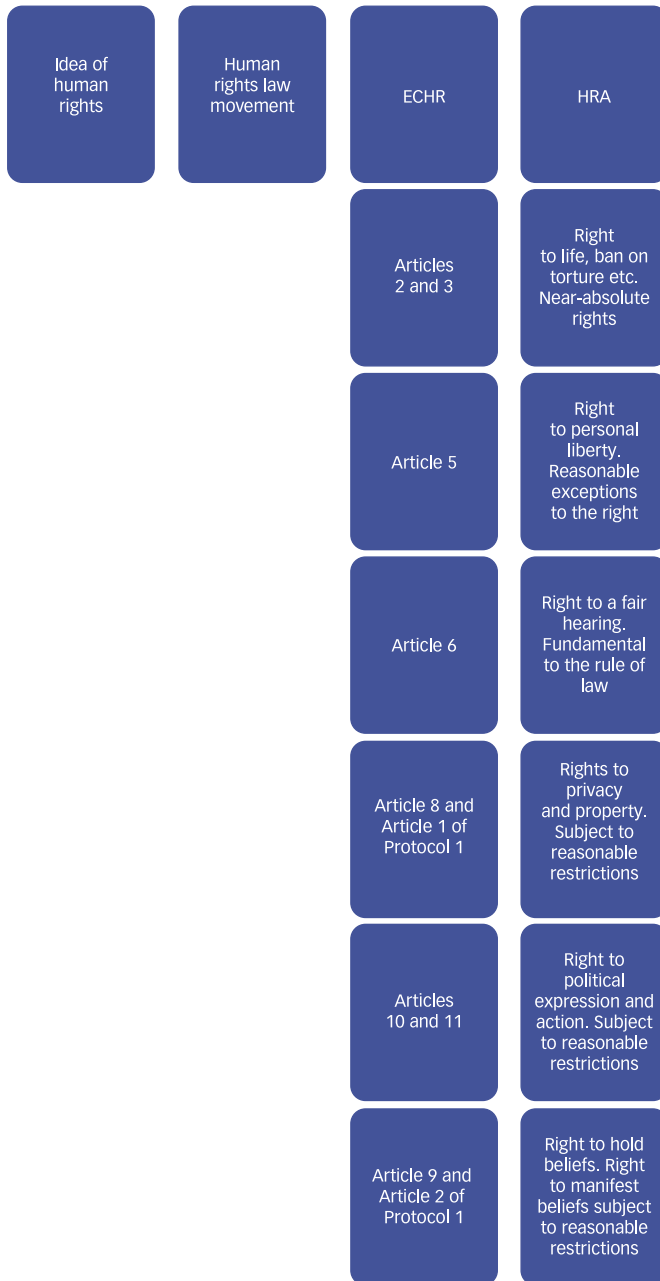 Idea of
human
rights
Human
rights law
movement
ECHR
HRA
Articles
2 and 3
Right
to life, ban on
torture etc.
Near-absolute
rights
Article 5
Right
to personal
liberty.
Reasonable
exceptions
to the right
Article 6
Right to a fair
hearing.
Fundamental
to the rule of
law
Article 8 and
Article 1 of
Protocol 1
Rights to
privacy
and property.
Subject to
reasonable
restrictions
Articles
10 and 11
Right to
political
expression and
action. Subject
to reasonable
restrictions
Article 9 and
Article 2 of
Protocol 1
Right to hold
beliefs. Right
to manifest
beliefs subject
to reasonable
restrictions